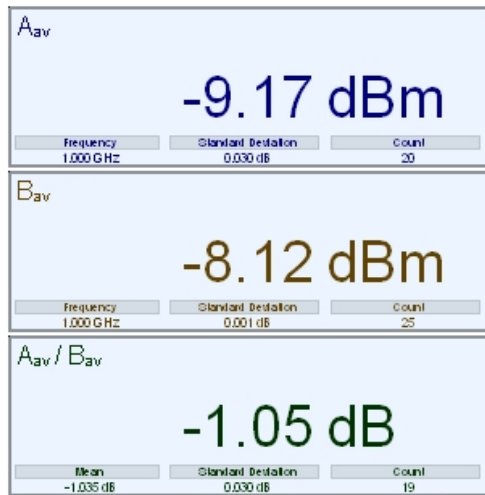 Aav
-9.17 dBm
Frequency Standard Deviation Count
1.000 GHz 0.030 dB 20
Bav
-8.12 dBm
Frequency Standard Deviation Count
1.000 GHz 0.001 dB 25
Aav / Bav
-1.05 dB
Mean Standard Deviation Count
-1.035 dB 0.030 dB 19